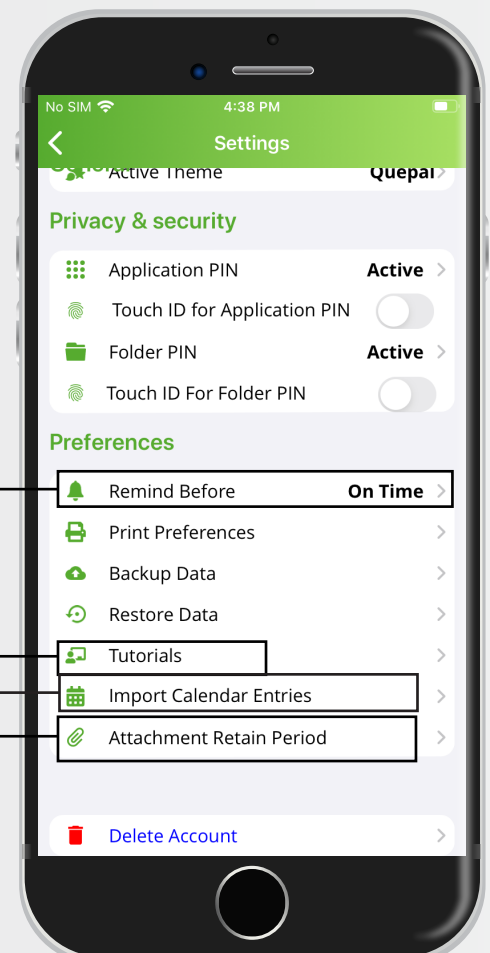 No SIM 4:38 PM
Settings
General
Active Theme Quepal
Privacy & security
Application PIN Active
Touch ID for Application PIN
Folder PIN Active
Touch ID For Folder PIN
Preferences
Remind Before On Time
Print Preferences
Backup Data
Restore Data
Tutorials
Import Calendar Entries
Attachment Retain Period
Delete Account